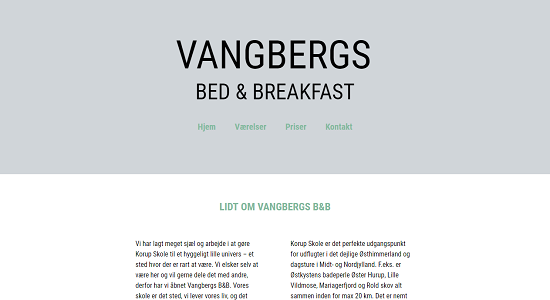 VANGBERGS
BED & BREAKFAST
Hjem Værelser Priser Kontakt
LIDT OM VANGBERGS B&B
Vi har lagt meget sjæl og arbejde i at gøre
Korup Skole til et hyggeligt lille univers – et
sted hvor der er rart at være. Vi elsker selv at
være her og vil gerne dele det med andre,
derfor har vi åbnet Vangbergs B&B. Vores
skole er det sted, vi lever vores liv, og det
Korup Skole er det perfekte udgangspunkt
for udflugter i det dejlige Østhimmerland og
dagsture i Midt- og Nordjylland. F.eks. er
Østkystens badeperle Øster Hurup, Lille
Vildmose, Mariagerfjord og Rold skov alt
sammen inden for max 20 km. Det er nemt